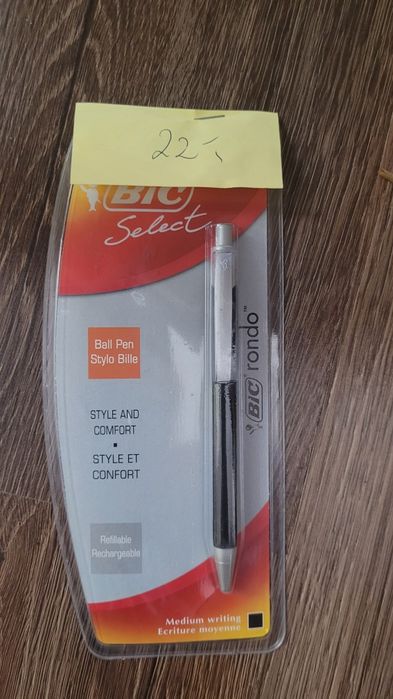 22-,
BIC
Select
Ball Pen
Stylo Bille
BIC rondo™
STYLE AND
COMFORT
STYLE ET
CONFORT
Refillable
Rechargeable
Medium writing
Ecriture moyenne